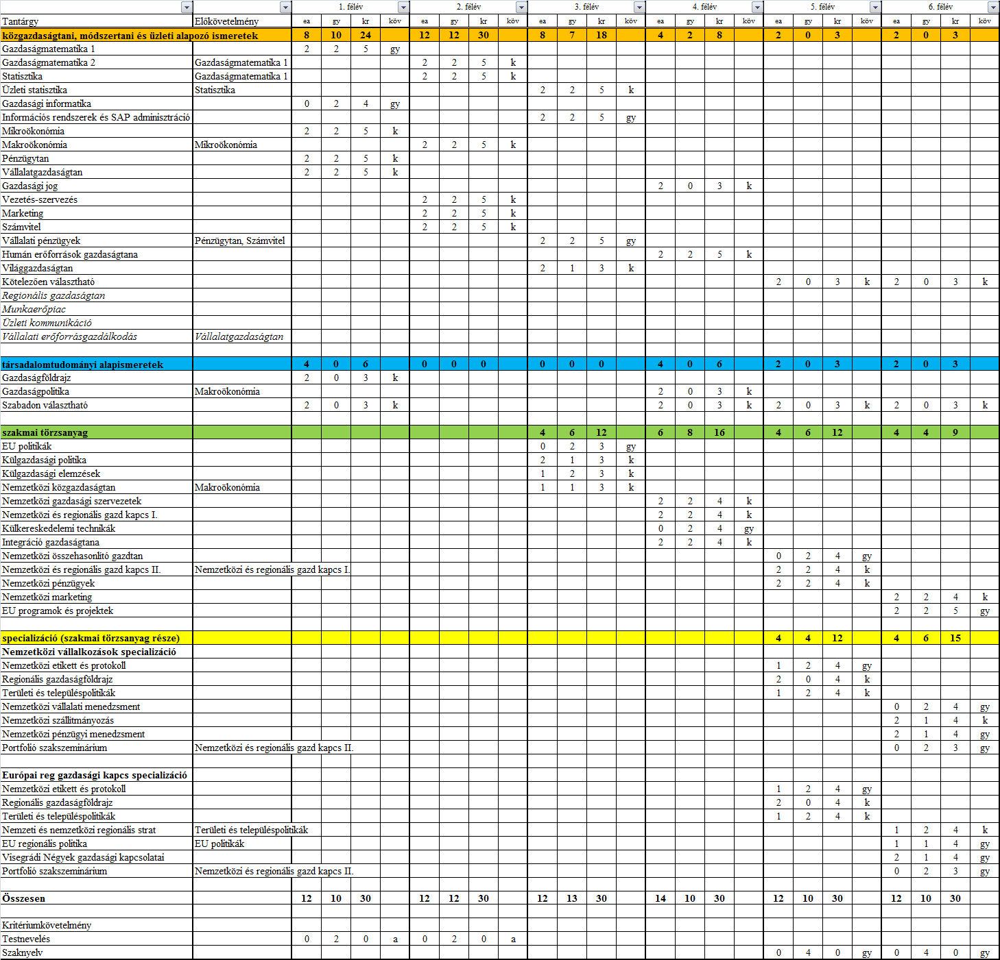 1. félév 2. félév 3. félév 4. félév 5. félév 6. félév
Tantárgy Előkövetelmény ea gy kr köv ea gy kr köv ea gy kr köv ea gy kr köv ea gy kr köv ea gy kr köv
közgazdaságtani, módszertani és üzleti alapozó ismeretek 8 10 24 12 12 30 8 7 18 4 2 8 2 0 3 2 0 3
Gazdaságmatematika 1 2 2 5 gy
Gazdaságmatematika 2 Gazdaságmatematika 1 2 2 5 k
Statisztika Gazdaságmatematika 1 2 2 5 k
Üzleti statisztika Statisztika 2 2 5 k
Gazdasági informatika 0 2 4 gy
Információs rendszerek és SAP adminisztráció 2 2 5 gy
Mikroökonómia 2 2 5 k
Makroökonómia Mikroökonómia 2 2 5 k
Pénzügytan 2 2 5 k
Vállalatgazdaságtan 2 2 5 k
Gazdasági jog 2 0 3 k
Vezetés-szervezés 2 2 5 k
Marketing 2 2 5 k
Számvitel 2 2 5 k
Vállalati pénzügyek Pénzügytan, Számvitel 2 2 5 gy
Humán erőforrások gazdaságtana 2 2 5 k
Világgazdaságtan 2 1 3 k
Kötelezően választható 2 0 3 k 2 0 3 k
Regionális gazdaságtan
Munkaerőpiac
Üzleti kommunikáció
Vállalati erőforrásgazdálkodás Vállalatgazdaságtan
társadalomtudományi alapismeretek 4 0 6 0 0 0 0 0 0 4 0 6 2 0 3 2 0 3
Gazdaságföldrajz 2 0 3 k
Gazdaságpolitika Makroökonómia 2 0 3 k
Szabadon választható 2 0 3 k 2 0 3 k 2 0 3 k 2 0 3 k
szakmai törzsanyag 4 6 12 6 8 16 4 6 12 4 4 9
EU politikák 0 2 3 gy
Külgazdasági politika 2 1 3 k
Külgazdasági elemzések 1 2 3 k
Nemzetközi közgazdaságtan Makroökonómia 1 1 3 k
Nemzetközi gazdasági szervezetek 2 2 4 k
Nemzetközi és regionális gazd kapcs I. 2 2 4 k
Külkereskedelemi technikák 0 2 4 gy
Integráció gazdaságtana 2 2 4 k
Nemzetközi összehasonlító gazdtan 0 2 4 gy
Nemzetközi és regionális gazd kapcs II. Nemzetközi és regionális gazd kapcs I. 2 2 4 k
Nemzetközi pénzügyek 2 2 4 k
Nemzetközi marketing 2 2 4 k
EU programok és projektek 2 2 5 gy
specializáció (szakmai törzsanyag része) 4 4 12 4 6 15
Nemzetközi vállalkozások specializáció
Nemzetközi etikett és protokoll 1 2 4 gy
Regionális gazdaságföldrajz 2 0 4 k
Területi és településpolitikák 1 2 4 k
Nemzetközi vállalati menedzsment 0 2 4 gy
Nemzetközi szállítmányozás 2 1 4 k
Nemzetközi pénzügyi menedzsment 2 1 4 gy
Portfolió szakszeminárium Nemzetközi és regionális gazd kapcs II. 0 2 3 gy
Európai reg gazdasági kapcs specializáció
Nemzetközi etikett és protokoll 1 2 4 gy
Regionális gazdaságföldrajz 2 0 4 k
Területi és településpolitikák 1 2 4 k
Nemzeti és nemzetközi regionális strat Területi és településpolitikák 1 2 4 k
EU regionális politika EU politikák 1 1 4 gy
Visegrádi Négyek gazdasági kapcsolatai 2 1 4 gy
Portfolió szakszeminárium Nemzetközi és regionális gazd kapcs II. 0 2 3 gy
Összesen 12 10 30 12 12 30 12 13 30 14 10 30 12 10 30 12 10 30
Kritériumkövetelmény
Testnevelés 0 2 0 a 0 2 0 a
Szaknyelv 0 4 0 gy 0 4 0 gy